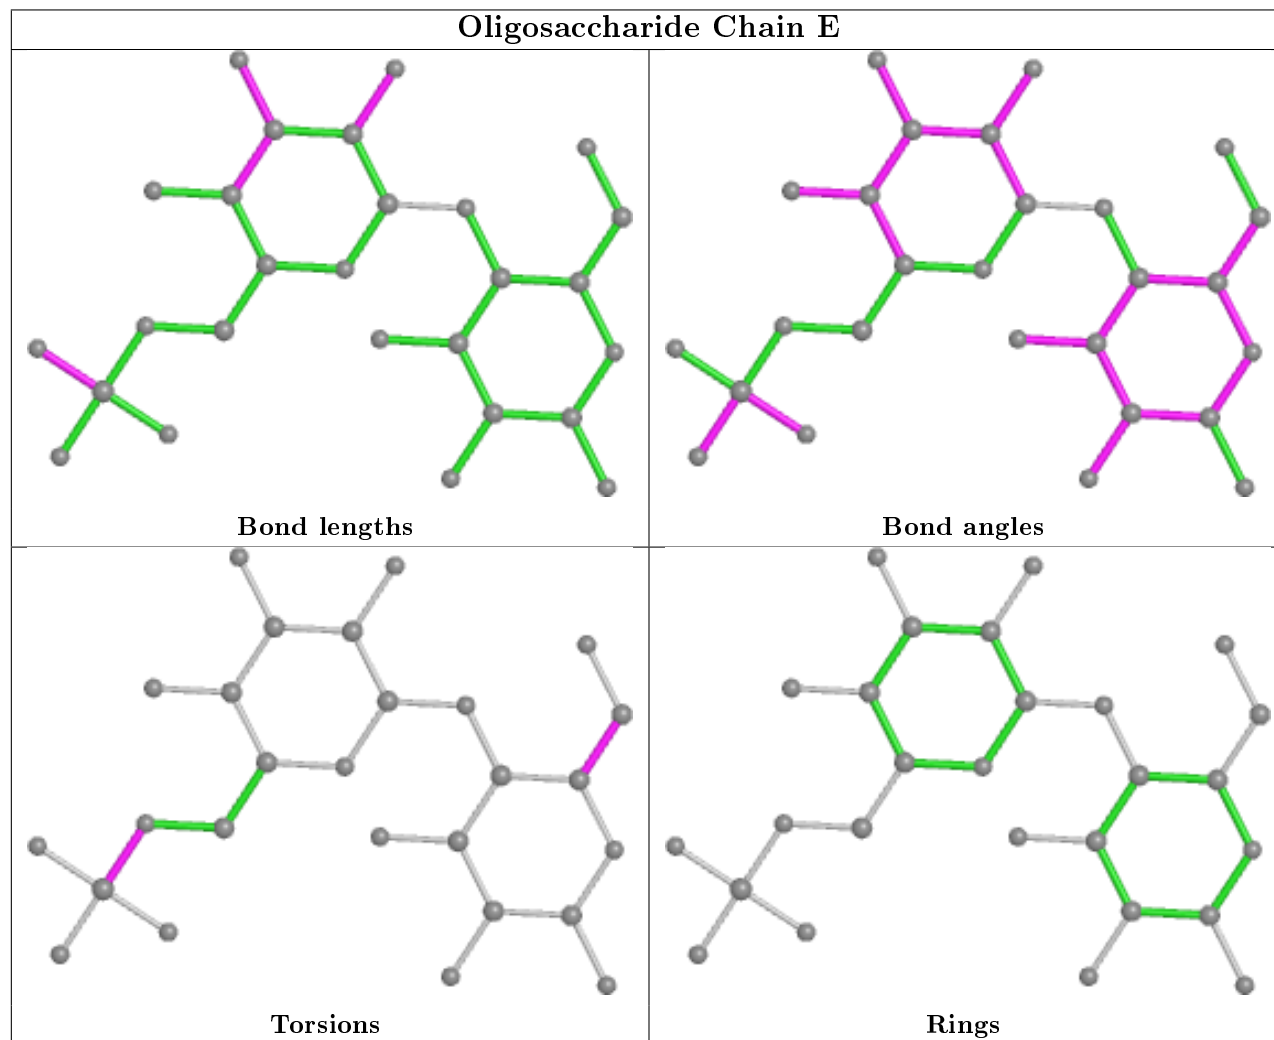 Oligosaccharide Chain E
Bond lengths
Bond angles
Torsions
Rings